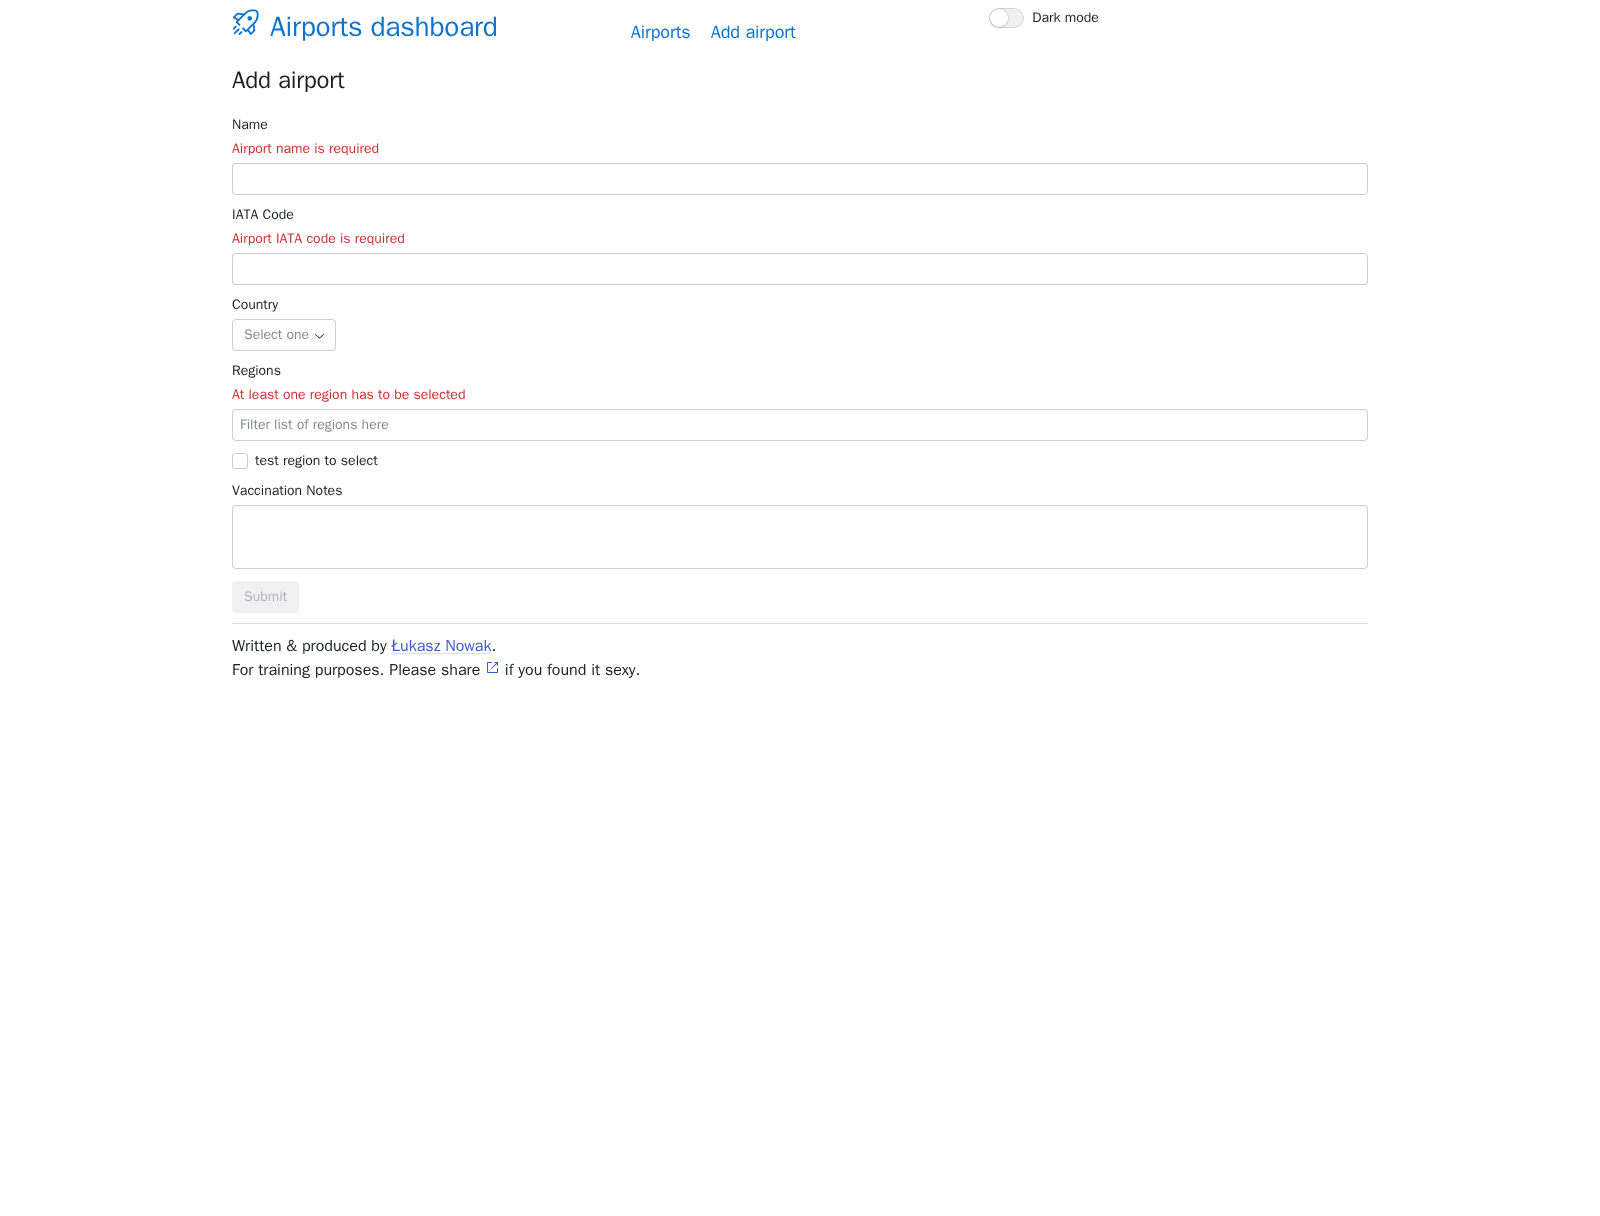 Airports dashboard
Airports
Add airport
Dark mode
Add airport
Name
Airport name is required
IATA Code
Airport IATA code is required
Country
Select one
Regions
At least one region has to be selected
Filter list of regions here
test region to select
Vaccination Notes
Submit
Written & produced by Łukasz Nowak.
For training purposes. Please share if you found it sexy.